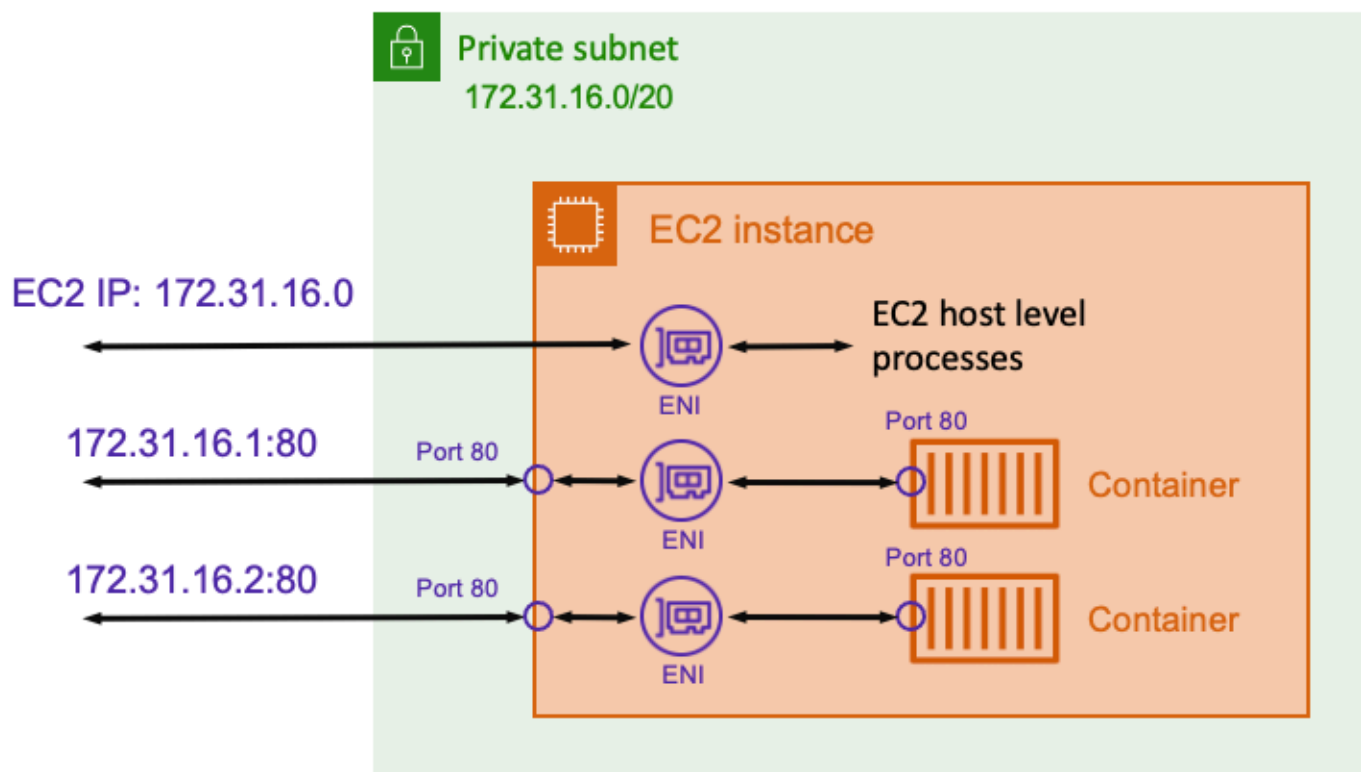 Private subnet
172.31.16.0/20
EC2 instance
EC2 IP: 172.31.16.0
EC2 host level
processes
ENI
172.31.16.1:80
Port 80
Port 80
Container
ENI
172.31.16.2:80
Port 80
Port 80
Container
ENI